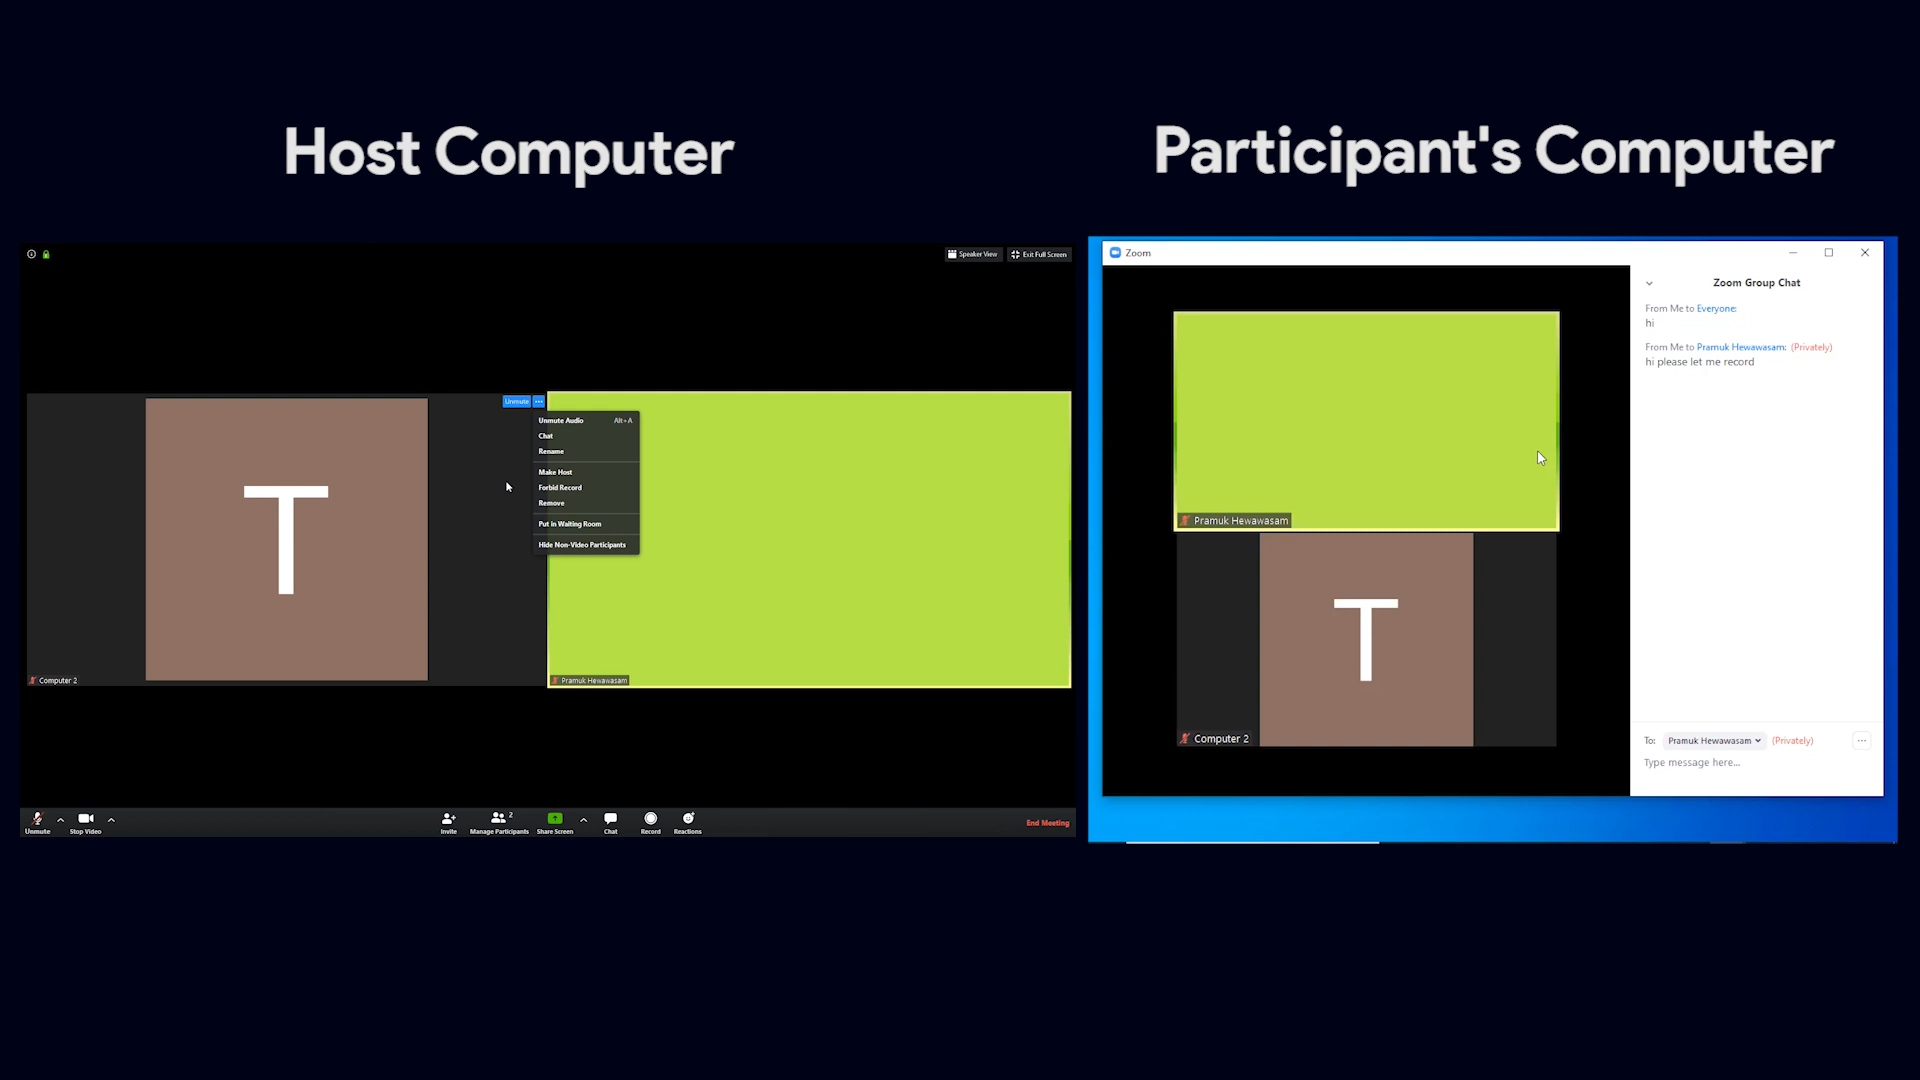 Host Computer
Participant's Computer
Speaker View
Exit Full Screen
T
Computer 2
Unmute
...
Unmute Audio Alt+A
Chat
Rename
Make Host
Forbid Record
Remove
Put in Waiting Room
Hide Non-Video Participants
Pramuk Hewawasam
Unmute
Stop Video
Invite
2
Manage Participants
Share Screen
Chat
Record
Reactions
End Meeting
Zoom
Pramuk Hewawasam
T
Computer 2
Zoom Group Chat
From Me to Everyone:
hi
From Me to Pramuk Hewawasam: (Privately)
hi please let me record
To: Pramuk Hewawasam (Privately)
...
Type message here...